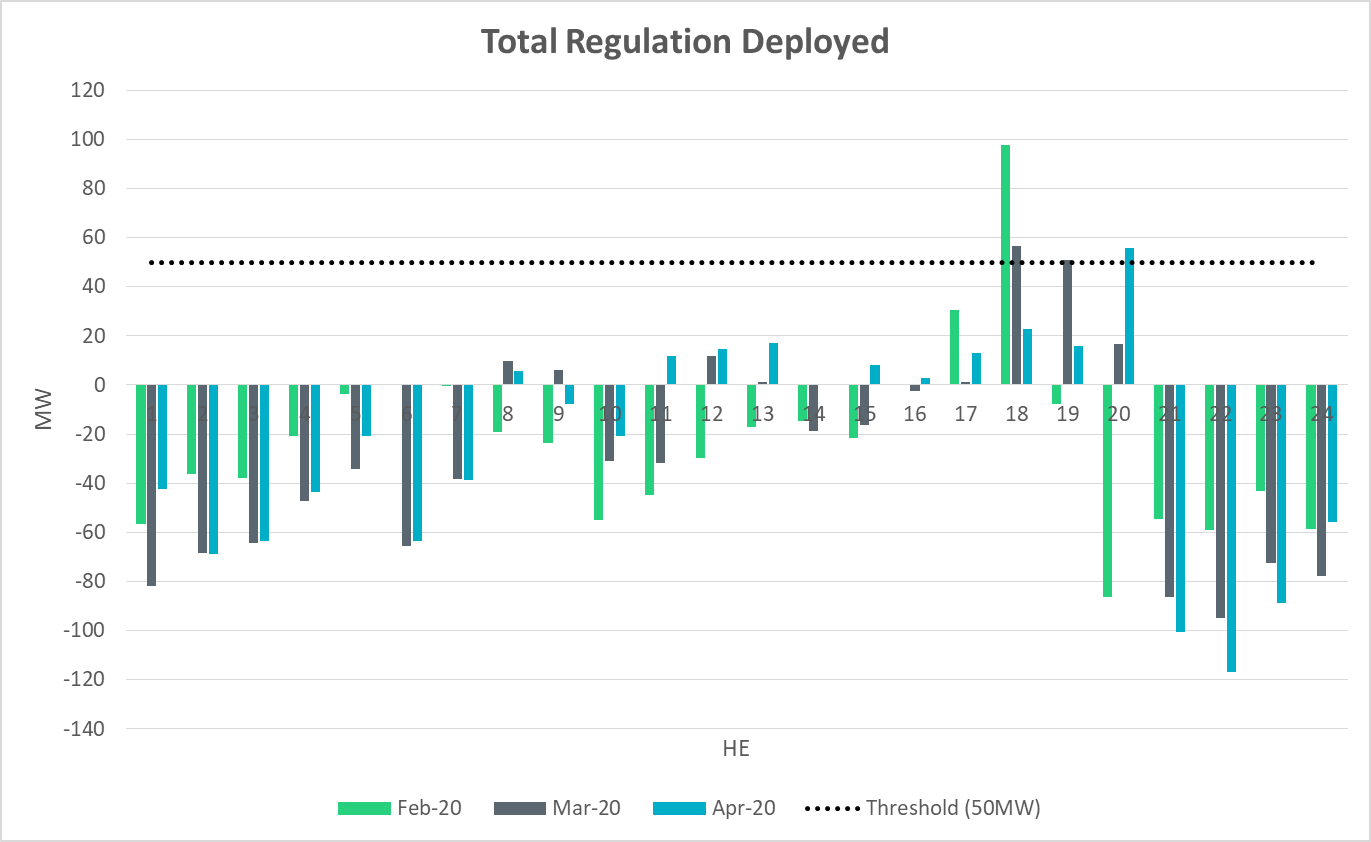 Total Regulation Deployed
120
100
80
60
40
20
0
-20
-40
-60
-80
-100
-120
-140
MW
1 2 3 4 5 6 7 8 9 10 11 12 13 14 15 16 17 18 19 20 21 22 23 24
HE
Feb-20 Mar-20 Apr-20 Threshold (50MW)